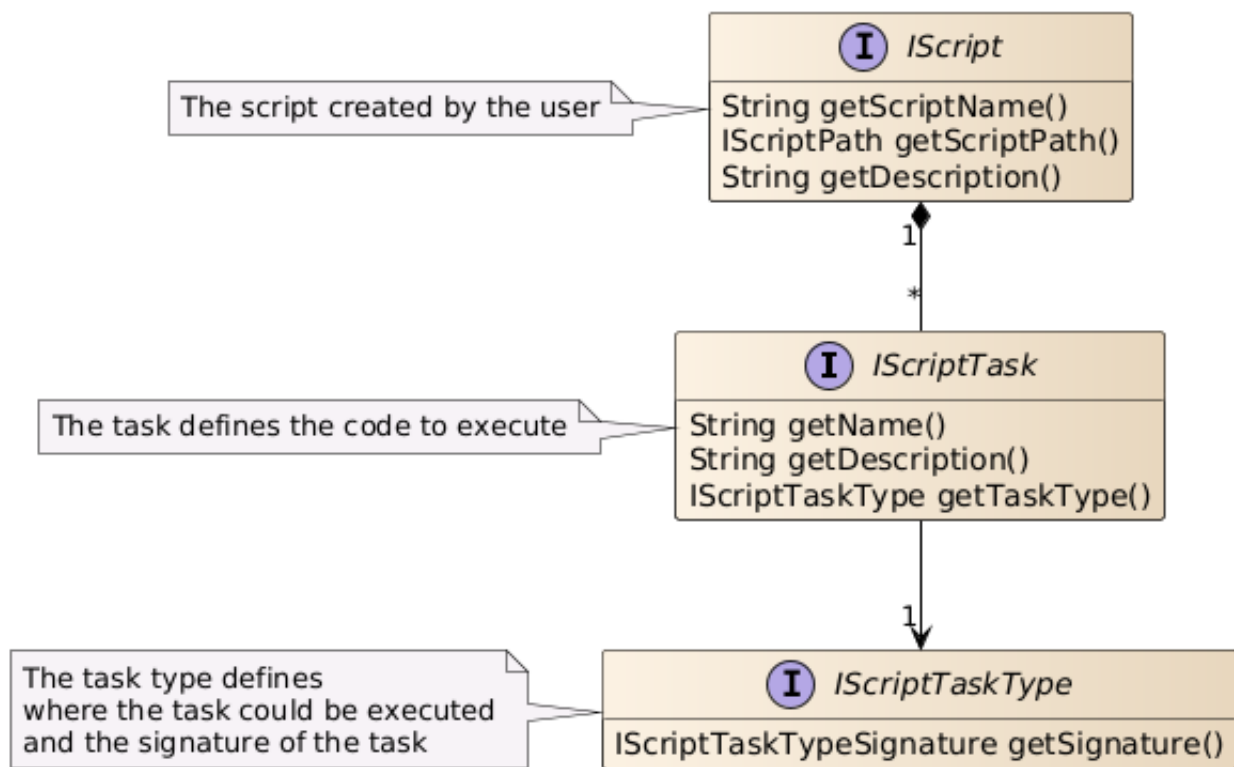 I IScript
The script created by the user
String getScriptName()
IScriptPath getScriptPath()
String getDescription()
1
*
I IScriptTask
The task defines the code to execute
String getName()
String getDescription()
IScriptTaskType getTaskType()
1
The task type defines
where the task could be executed
and the signature of the task
I IScriptTaskType
IScriptTaskTypeSignature getSignature()